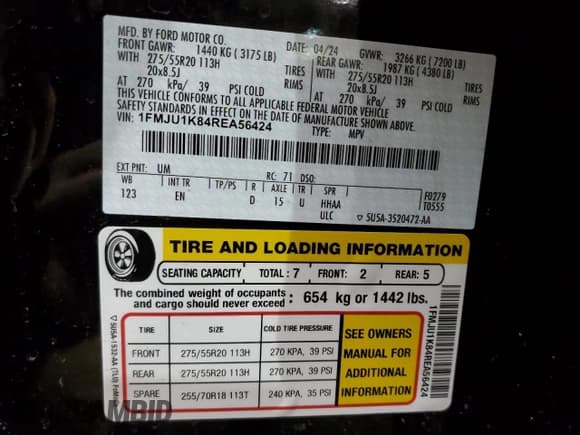 MFD. BY FORD MOTOR CO.
DATE: 04/24 GVWR: 3266 KG (7200 LB)
FRONT GAWR: 1440 KG (3175 LB) REAR GAWR: 1987 KG (4380 LB)
WITH 275/55R20 113H TIRES WITH 275/55R20 113H TIRES
20x8.5J RIMS 20x8.5J RIMS
AT 270 kPa/ 39 PSI COLD AT 270 kPa/ 39 PSI COLD
THIS VEHICLE CONFORMS TO ALL APPLICABLE FEDERAL MOTOR VEHICLE
SAFETY STANDARDS IN EFFECT ON THE DATE OF MANUFACTURE SHOWN ABOVE.
VIN: 1FMJU1K84REA56424
TYPE: MPV
EXT PNT: UM RC: 71 DSO:
WB INT TR TP/PS R AXLE TR SPR F0279
123 EN D 15 U HHAA T0555
ULC ▽ 5U5A-3520472-AA
TIRE AND LOADING INFORMATION
SEATING CAPACITY TOTAL : 7 FRONT: 2 REAR: 5
The combined weight of occupants and cargo should never exceed : 654 kg or 1442 lbs.
TIRE SIZE COLD TIRE PRESSURE
FRONT 275/55R20 113H 270 KPA, 39 PSI
REAR 275/55R20 113H 270 KPA, 39 PSI
SPARE 255/70R18 113T 240 KPA, 35 PSI
SEE OWNERS
MANUAL FOR
ADDITIONAL
INFORMATION
1FMJU1K84REA56424